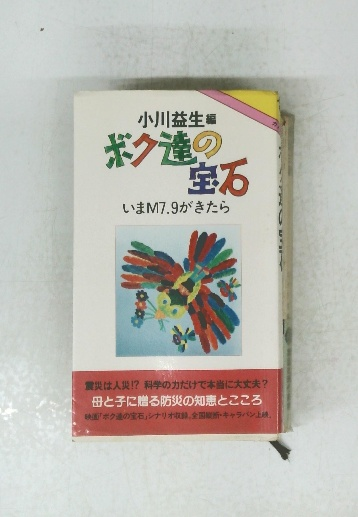 小川益生編
ボク達の
宝石
いまM7.9がきたら
震災は人災!? 科学の力だけで本当に大丈夫?
母と子に贈る防災の知恵とこころ
映画「ボク達の宝石」シナリオ収録。全国縦断・キャラバン上映。